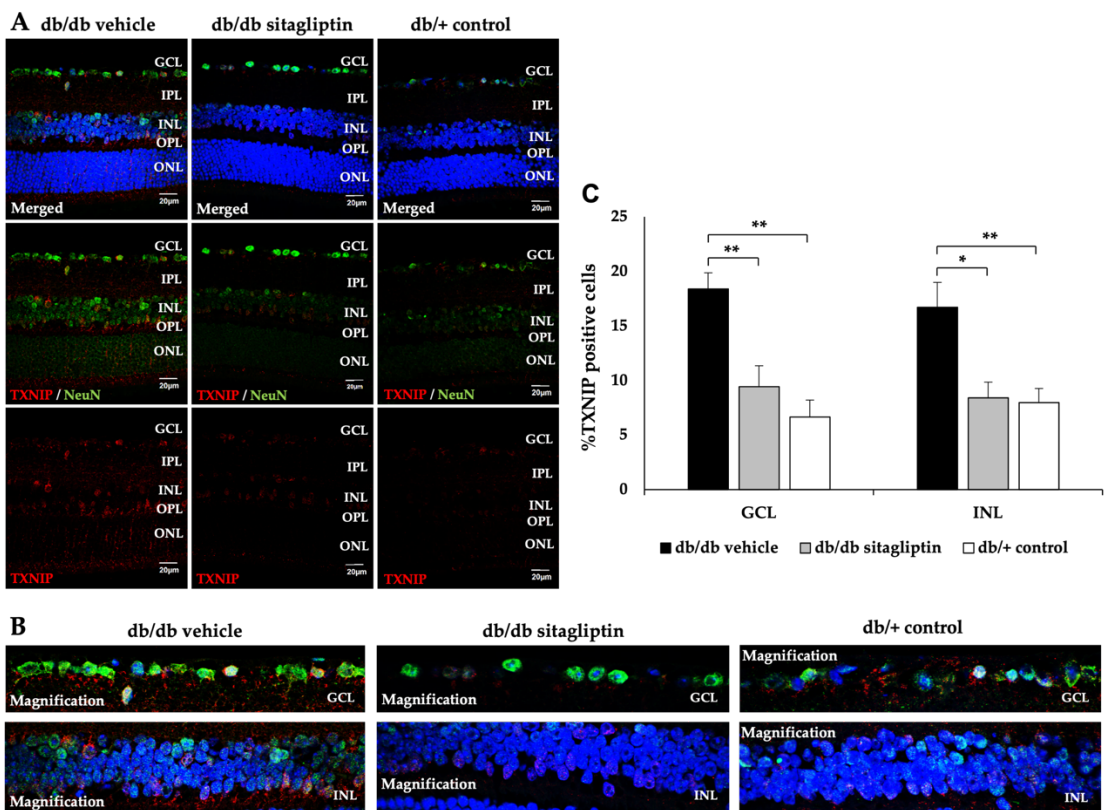 A
db/db vehicle
db/db sitagliptin
db/+ control
GCL
IPL
INL
OPL
ONL
20µm
Merged
GCL
IPL
INL
OPL
ONL
20µm
Merged
GCL
IPL
INL
OPL
ONL
20µm
Merged
GCL
IPL
INL
OPL
ONL
20µm
TXNIP / NeuN
GCL
IPL
INL
OPL
ONL
20µm
TXNIP / NeuN
GCL
IPL
INL
OPL
ONL
20µm
TXNIP / NeuN
GCL
IPL
INL
OPL
ONL
20µm
TXNIP
GCL
IPL
INL
OPL
ONL
20µm
TXNIP
GCL
IPL
INL
OPL
ONL
20µm
TXNIP
C
%TXNIP positive cells
25
20
15
10
5
0
**
**
**
*
GCL
INL
db/db vehicle
db/db sitagliptin
db/+ control
B
db/db vehicle
db/db sitagliptin
db/+ control
Magnification
GCL
Magnification
GCL
Magnification
GCL
Magnification
INL
Magnification
INL
Magnification
INL